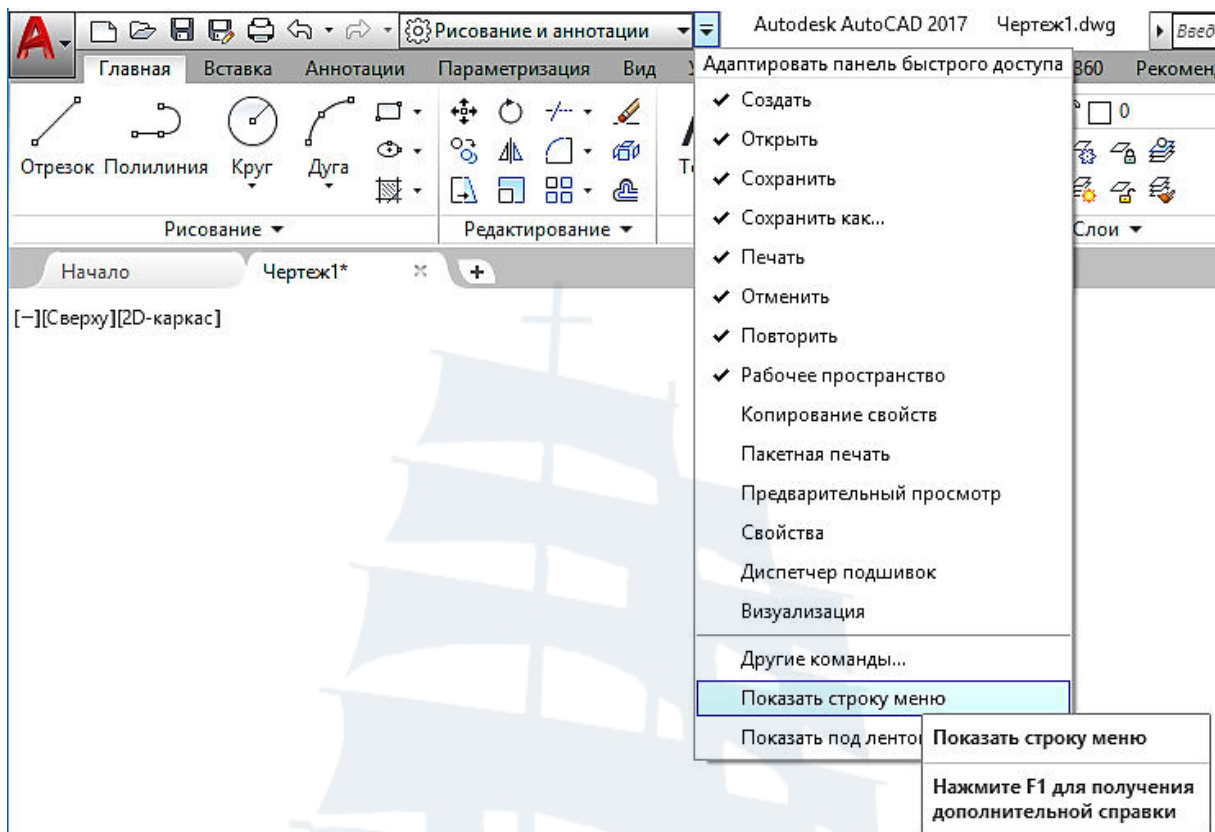 Рисование и аннотации
Autodesk AutoCAD 2017 Чертеж1.dwg
Главная Вставка Аннотации Параметризация Вид
360
Адаптировать панель быстрого доступа
Создать
Открыть
Сохранить
Сохранить как...
Печать
Отменить
Повторить
Рабочее пространство
Копирование свойств
Пакетная печать
Предварительный просмотр
Свойства
Диспетчер подшивок
Визуализация
Другие команды...
Показать строку меню
Показать под
Показать строку меню
Нажмите F1 для получения
дополнительной справки
0
Отрезок Полилиния Круг Дуга
Рисование Редактирование Слои
Начало Чертеж1*
[−][Сверху][2D-каркас]